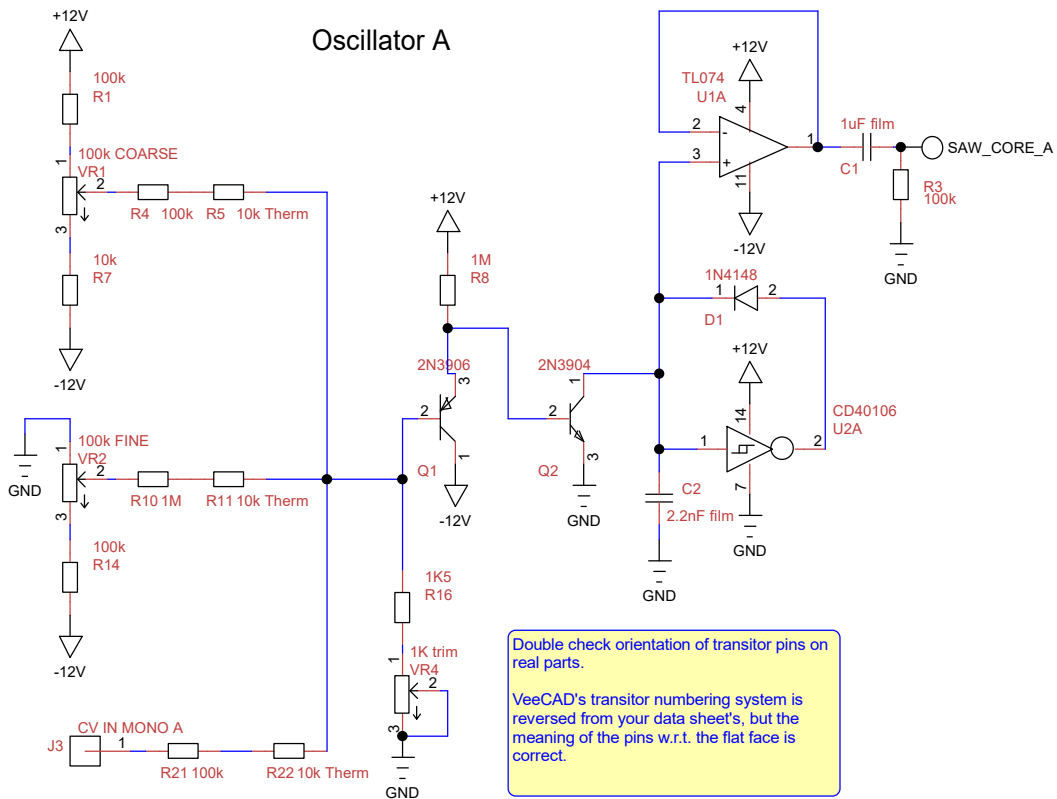 Oscillator A
+12V
100k
R1
1
100k COARSE
VR1
2
3
R4 100k
R5 10k Therm
10k
R7
-12V
GND
1
100k FINE
VR2
2
3
R10 1M
R11 10k Therm
100k
R14
-12V
J3
CV IN MONO A
1
R21 100k
R22 10k Therm
+12V
1M
R8
2N3906
3
2
1
Q1
-12V
1K5
R16
1
1K trim
VR4
2
3
GND
2N3904
1
2
3
Q2
GND
+12V
TL074
U1A
4
2
-
3
+
1
11
-12V
1uF film
C1
SAW_CORE_A
R3
100k
GND
1N4148
1
2
D1
+12V
14
CD40106
U2A
1
2
7
GND
C2
2.2nF film
GND
Double check orientation of transitor pins on
real parts.
VeeCAD's transitor numbering system is
reversed from your data sheet's, but the
meaning of the pins w.r.t. the flat face is
correct.